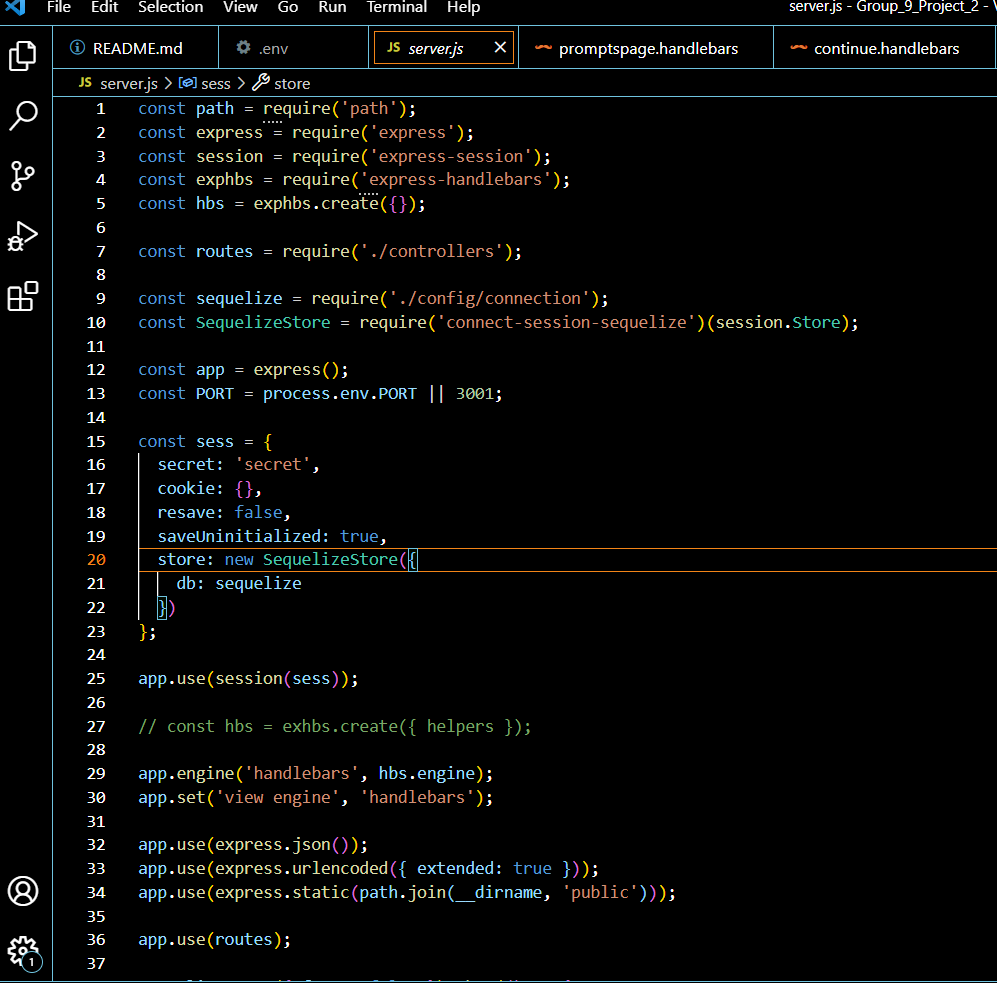 File Edit Selection View Go Run Terminal Help server.js - Group_9_Project_2 -
README.md .env JS server.js promptspage.handlebars continue.handlebars
JS server.js > sess > store
1 const path = require('path');
2 const express = require('express');
3 const session = require('express-session');
4 const exphbs = require('express-handlebars');
5 const hbs = exphbs.create({});
6
7 const routes = require('./controllers');
8
9 const sequelize = require('./config/connection');
10 const SequelizeStore = require('connect-session-sequelize')(session.Store);
11
12 const app = express();
13 const PORT = process.env.PORT || 3001;
14
15 const sess = {
16 secret: 'secret',
17 cookie: {},
18 resave: false,
19 saveUninitialized: true,
20 store: new SequelizeStore({
21 db: sequelize
22 })
23 };
24
25 app.use(session(sess));
26
27 // const hbs = exhbs.create({ helpers });
28
29 app.engine('handlebars', hbs.engine);
30 app.set('view engine', 'handlebars');
31
32 app.use(express.json());
33 app.use(express.urlencoded({ extended: true }));
34 app.use(express.static(path.join(__dirname, 'public')));
35
36 app.use(routes);
37
1